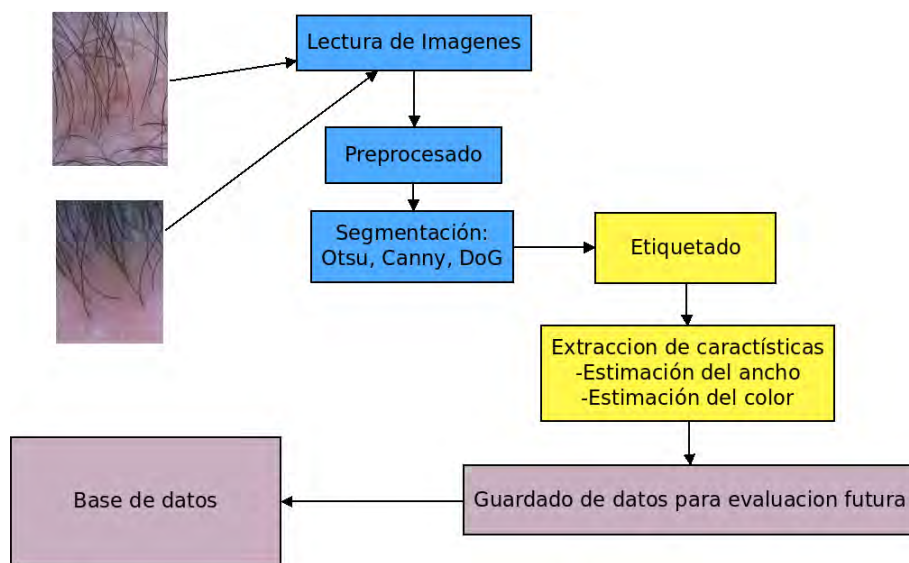 Lectura de Imagenes
Preprocesado
Segmentación:
Otsu, Canny, DoG
Etiquetado
Extraccion de caractísticas
-Estimación del ancho
-Estimación del color
Guardado de datos para evaluacion futura
Base de datos